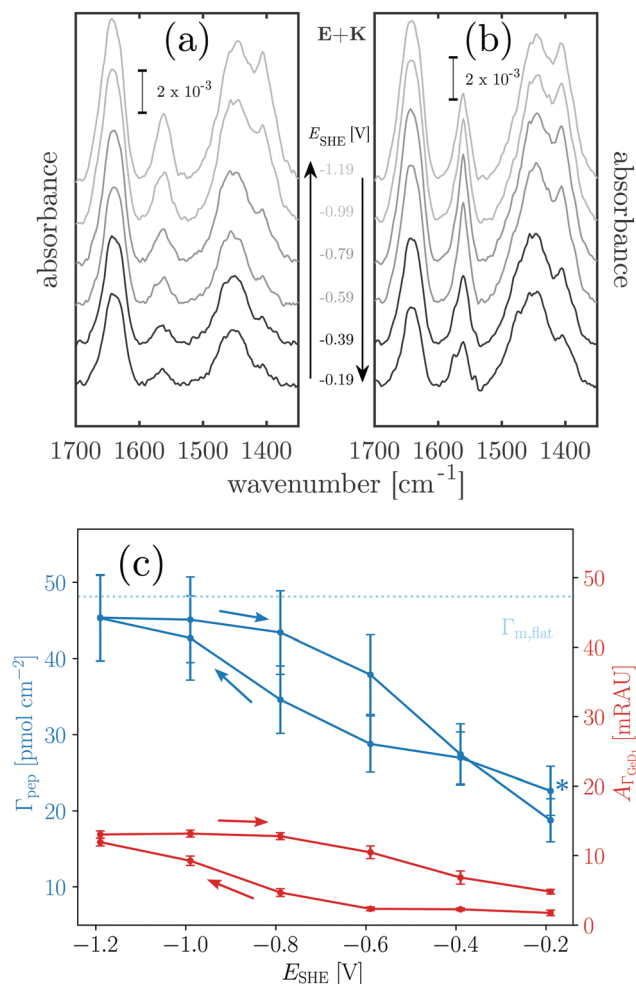 (a) E+K (b)
2 x 10⁻³ 2 x 10⁻³
E_SHE [V]
-1.19
-0.99
-0.79
-0.59
-0.39
-0.19
absorbance absorbance
1700 1600 1500 1400 1700 1600 1500 1400
wavenumber [cm⁻¹]
(c)
Γ_m,flat
*
50
40
30
20
10
Γ_pep [pmol cm⁻²]
50
40
30
20
10
0
A_Γ_GeD₁ [mRAU]
−1.2 −1.0 −0.8 −0.6 −0.4 −0.2
E_SHE [V]